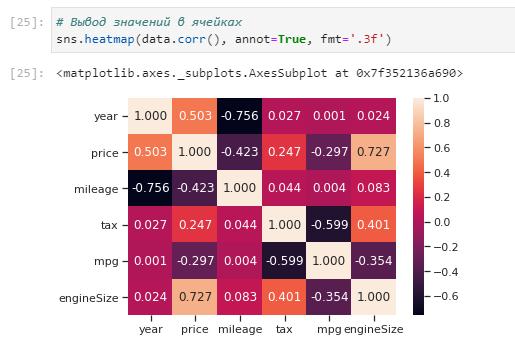 [25]: # Вывод значений в ячейках
sns.heatmap(data.corr(), annot=True, fmt='.3f')
[25]: <matplotlib.axes._subplots.AxesSubplot at 0x7f352136a690>
year 1.000 0.503 -0.756 0.027 0.001 0.024
price 0.503 1.000 -0.423 0.247 -0.297 0.727
mileage -0.756 -0.423 1.000 0.044 0.004 0.083
tax 0.027 0.247 0.044 1.000 -0.599 0.401
mpg 0.001 -0.297 0.004 -0.599 1.000 -0.354
engineSize 0.024 0.727 0.083 0.401 -0.354 1.000
year price mileage tax mpg engineSize
1.0
0.8
0.6
0.4
0.2
0.0
−0.2
−0.4
−0.6